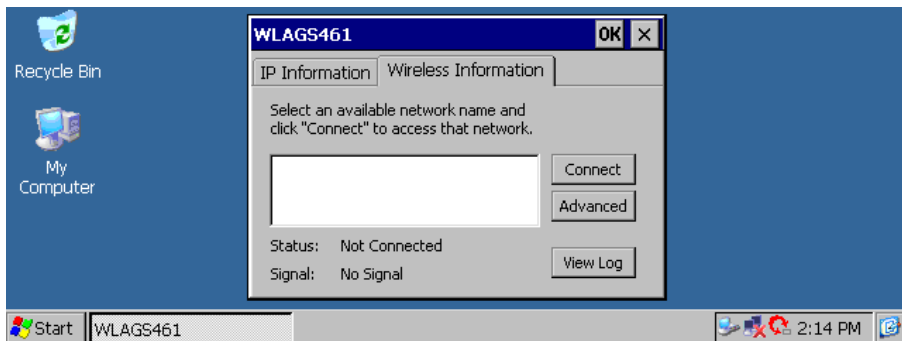 Recycle Bin
My
Computer
WLAGS461
OK
IP Information
Wireless Information
Select an available network name and
click "Connect" to access that network.
Connect
Advanced
Status: Not Connected
Signal: No Signal
View Log
Start
WLAGS461
2:14 PM